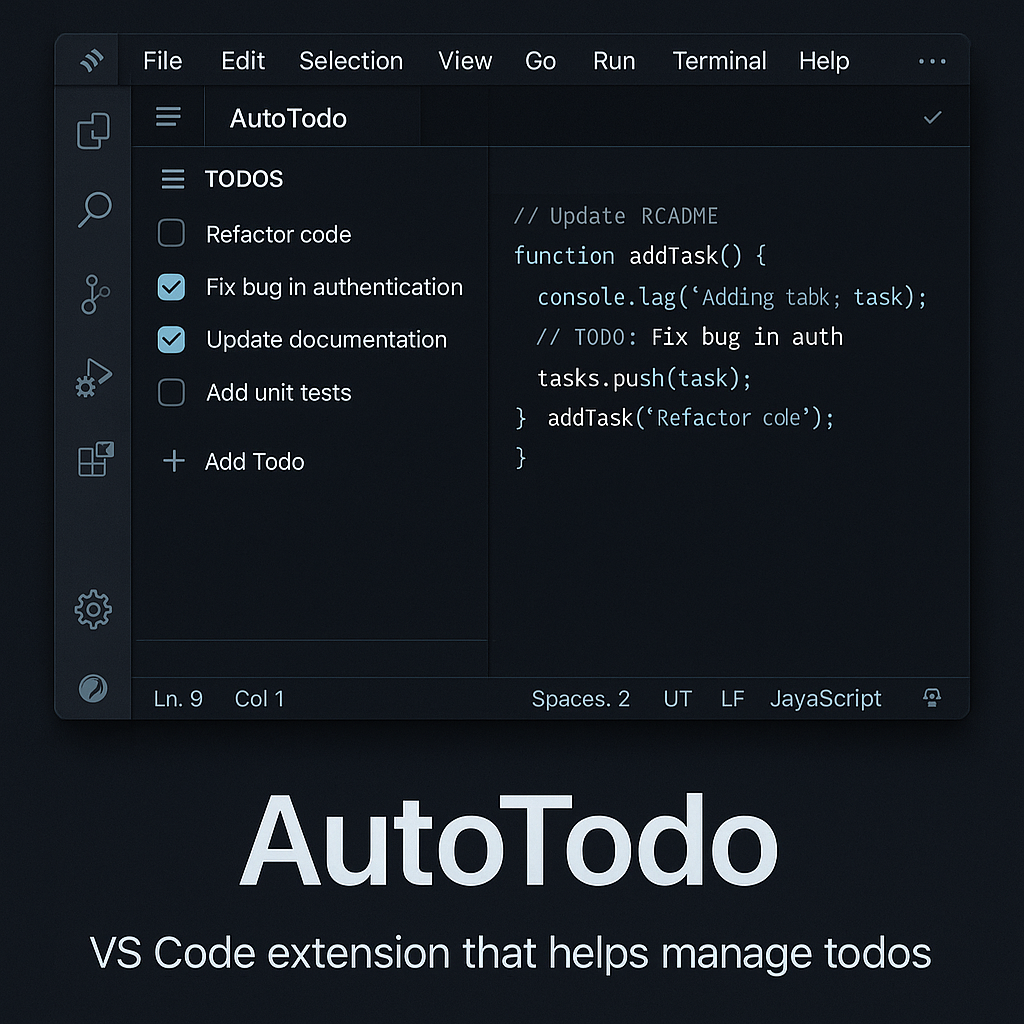 File Edit Selection View Go Run Terminal Help ...
AutoTodo
TODOS
Refactor code
Fix bug in authentication
Update documentation
Add unit tests
+ Add Todo
// Update RCADME
function addTask() {
console.lag(‘Adding tabk; task);
// TODO: Fix bug in auth
tasks.push(task);
} addTask(‘Refactor cole’);
}
Ln. 9 Col 1 Spaces. 2 UT LF JayaScript
AutoTodo
VS Code extension that helps manage todos